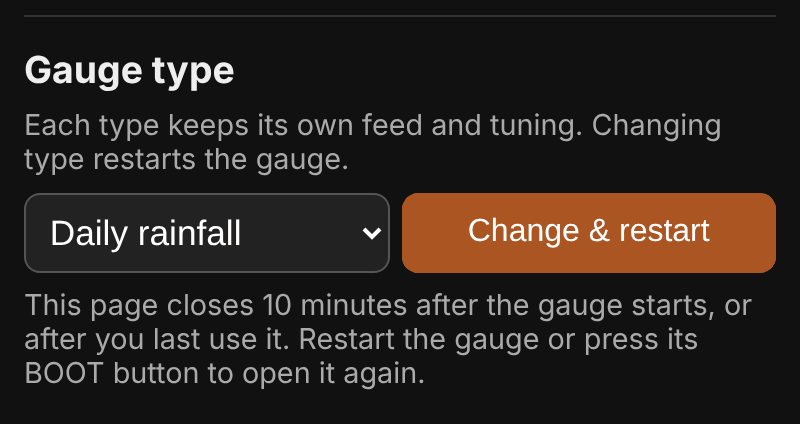 Gauge type
Each type keeps its own feed and tuning. Changing
type restarts the gauge.
Daily rainfall
Change & restart
This page closes 10 minutes after the gauge starts, or
after you last use it. Restart the gauge or press its
BOOT button to open it again.